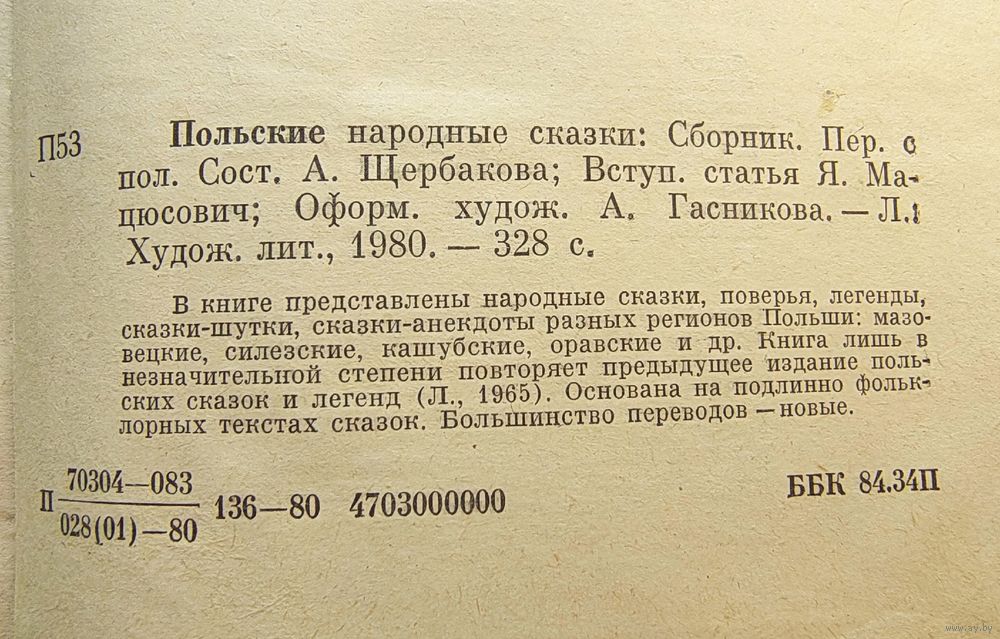 П53
Польские народные сказки: Сборник. Пер. с
пол. Сост. А. Щербакова; Вступ. статья Я. Ма-
цюсович; Оформ. худож. А. Гасникова. — Л.:
Худож. лит., 1980. — 328 с.
В книге представлены народные сказки, поверья, легенды,
сказки-шутки, сказки-анекдоты разных регионов Польши: мазо-
вецкие, силезские, кашубские, оравские и др. Книга лишь в
незначительной степени повторяет предыдущее издание поль-
ских сказок и легенд (Л., 1965). Основана на подлинно фольк-
лорных текстах сказок. Большинство переводов — новые.
П 70304—083
028(01)—80
136—80 4703000000
ББК 84.34П
www.ay.by